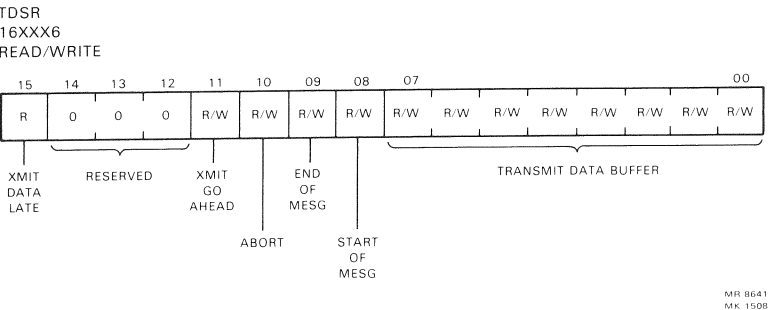 TDSR
16XXX6
READ/WRITE
15 14 13 12 11 10 09 08 07 00
R 0 0 0 R/W R/W R/W R/W R/W R/W R/W R/W R/W R/W R/W R/W
XMIT
DATA
LATE
RESERVED
XMIT
GO
AHEAD
ABORT
END
OF
MESG
START
OF
MESG
TRANSMIT DATA BUFFER
MR 8641
MK 1508